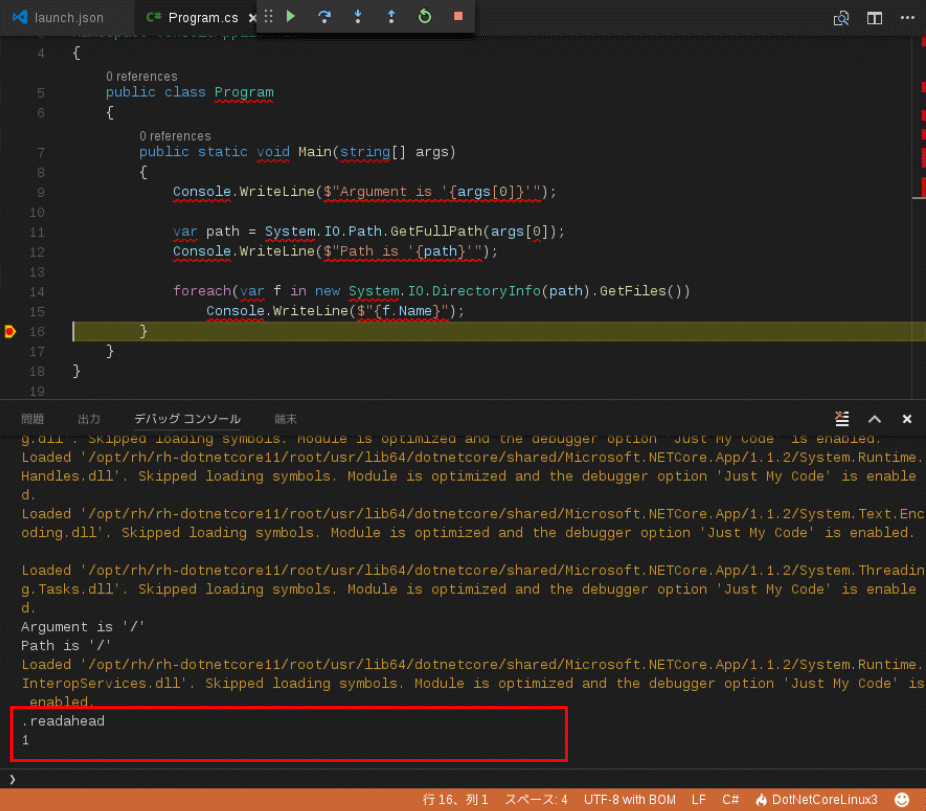 launch.json
C# Program.cs
4 {
0 references
5 public class Program
6 {
0 references
7 public static void Main(string[] args)
8 {
9 Console.WriteLine($"Argument is '{args[0]}'");
10
11 var path = System.IO.Path.GetFullPath(args[0]);
12 Console.WriteLine($"Path is '{path}'");
13
14 foreach(var f in new System.IO.DirectoryInfo(path).GetFiles())
15 Console.WriteLine($"{f.Name}");
16 }
17 }
18 }
19
問題 出力 デバッグ コンソール 端末
g.dll'. Skipped loading symbols. Module is optimized and the debugger option 'Just My Code' is enabled.
Loaded '/opt/rh/rh-dotnetcore11/root/usr/lib64/dotnetcore/shared/Microsoft.NETCore.App/1.1.2/System.Runtime.
Handles.dll'. Skipped loading symbols. Module is optimized and the debugger option 'Just My Code' is enable
d.
Loaded '/opt/rh/rh-dotnetcore11/root/usr/lib64/dotnetcore/shared/Microsoft.NETCore.App/1.1.2/System.Text.Enc
oding.dll'. Skipped loading symbols. Module is optimized and the debugger option 'Just My Code' is enabled.
Loaded '/opt/rh/rh-dotnetcore11/root/usr/lib64/dotnetcore/shared/Microsoft.NETCore.App/1.1.2/System.Threadin
g.Tasks.dll'. Skipped loading symbols. Module is optimized and the debugger option 'Just My Code' is enable
d.
Argument is '/'
Path is '/'
Loaded '/opt/rh/rh-dotnetcore11/root/usr/lib64/dotnetcore/shared/Microsoft.NETCore.App/1.1.2/System.Runtime.
InteropServices.dll'. Skipped loading symbols. Module is optimized and the debugger option 'Just My Code' is
enabled.
.readahead
1
行 16、列 1 スペース: 4 UTF-8 with BOM LF C# DotNetCoreLinux3